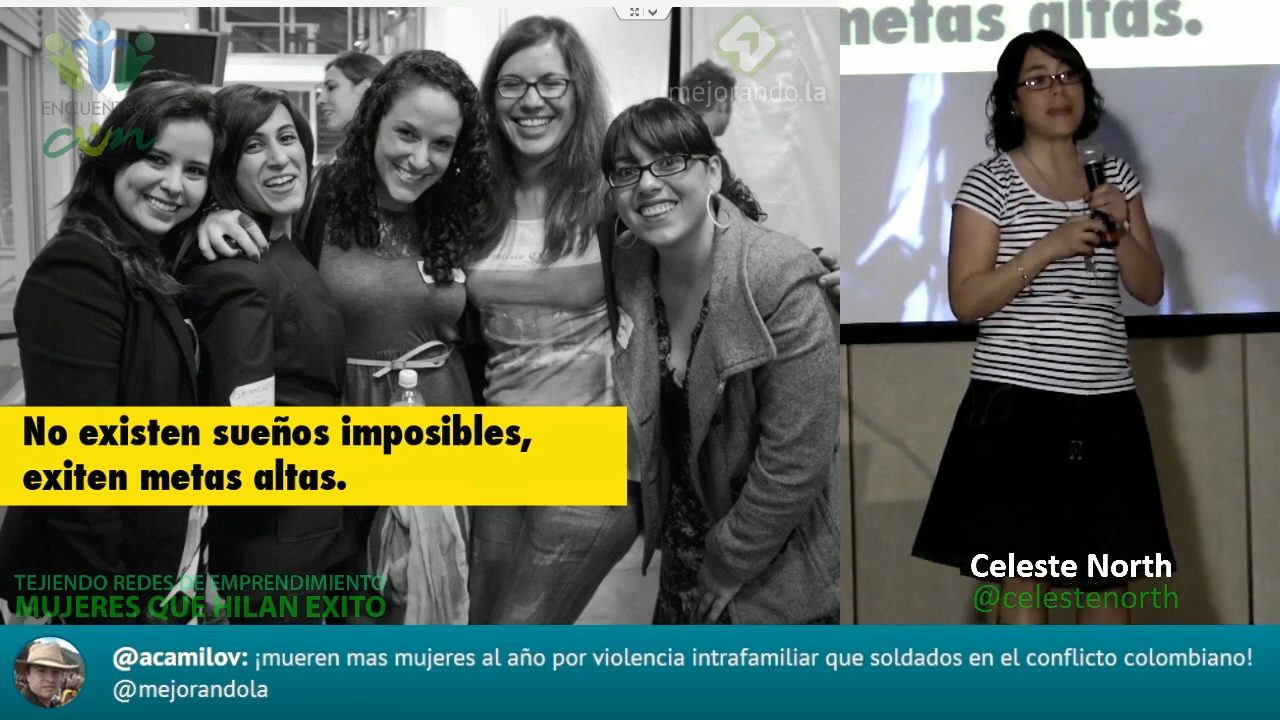 metas altas.
ENCUENTROS
cum
mejorando.la
No existen sueños imposibles,
exiten metas altas.
TEJIENDO REDES DE EMPRENDIMIENTO
MUJERES QUE HILAN EXITO
Celeste North
@celestenorth
@acamilov: ¡mueren mas mujeres al año por violencia intrafamiliar que soldados en el conflicto colombiano!
@mejorandola